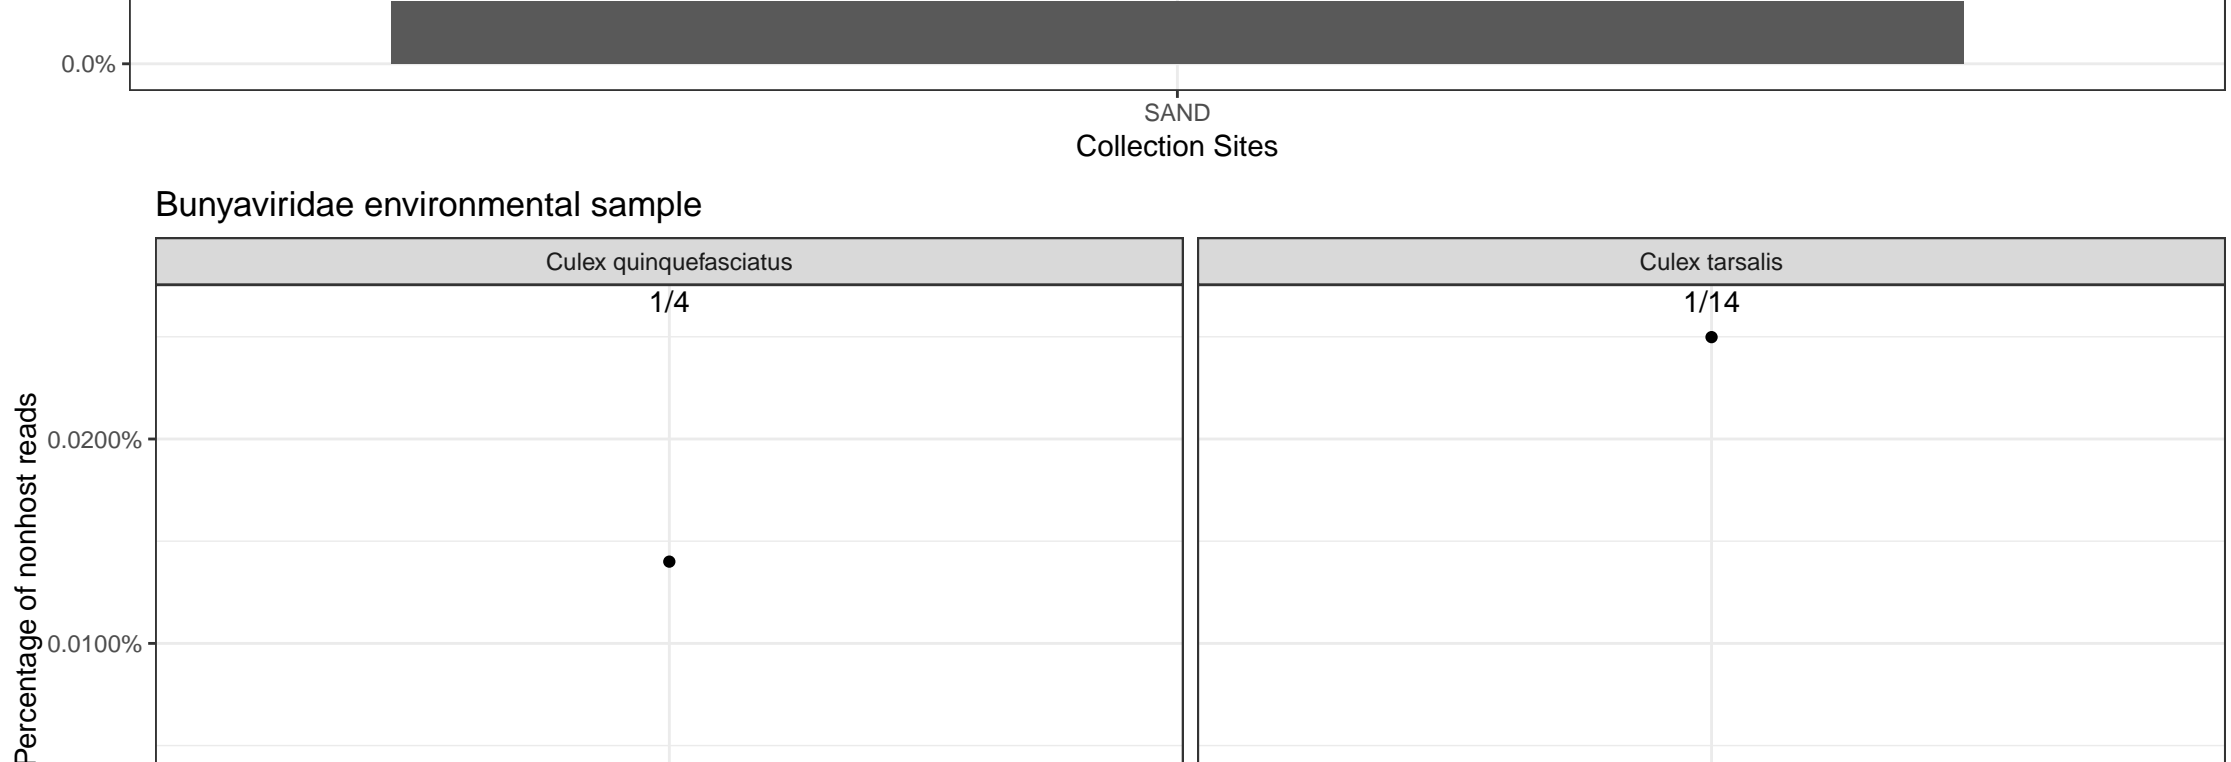 0.0%
SAND
Collection Sites
Bunyaviridae environmental sample
Culex quinquefasciatus
Culex tarsalis
1/4
1/14
0.0200%
0.0100%
Percentage of nonhost reads